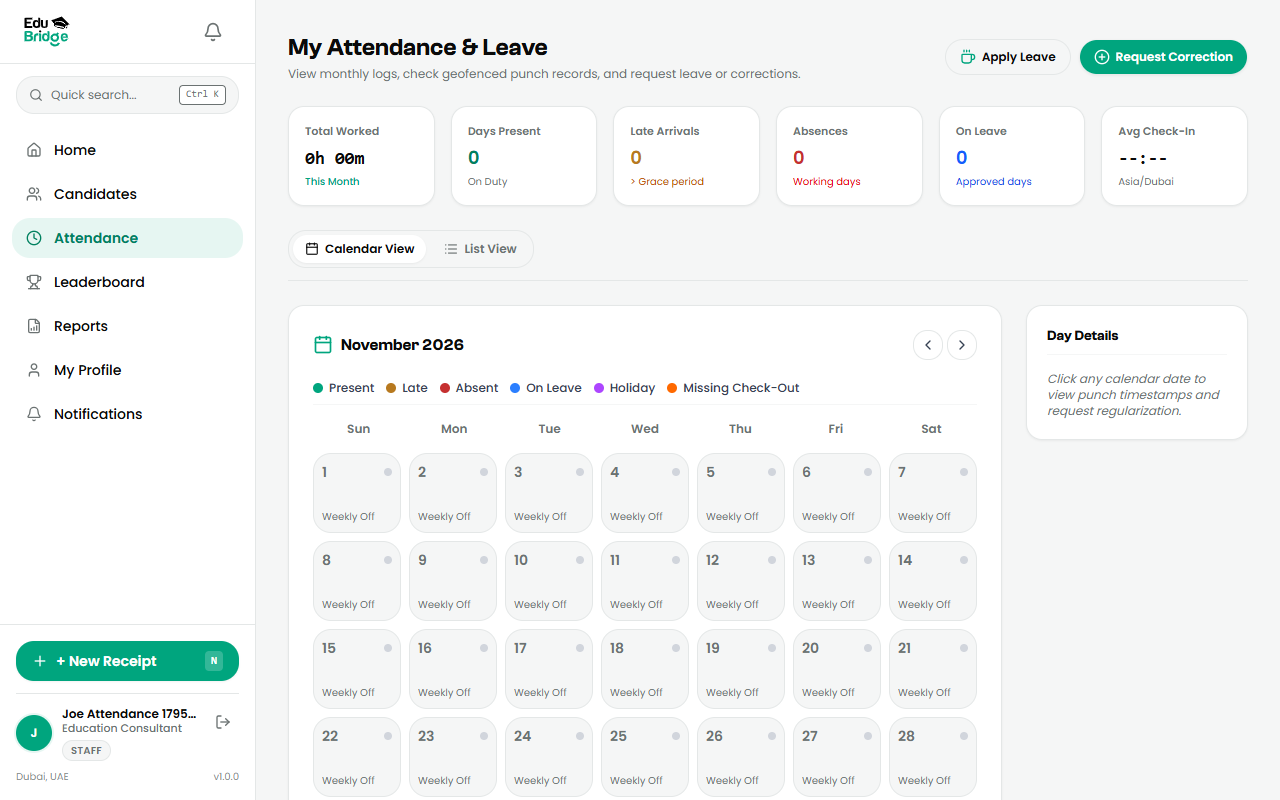 Edu
Bridge
Quick search...
Ctrl K
Home
Candidates
Attendance
Leaderboard
Reports
My Profile
Notifications
+ New Receipt
N
J
Joe Attendance 1795...
Education Consultant
STAFF
Dubai, UAE
v1.0.0
My Attendance & Leave
View monthly logs, check geofenced punch records, and request leave or corrections.
Apply Leave
Request Correction
Total Worked
0h 00m
This Month
Days Present
0
On Duty
Late Arrivals
0
> Grace period
Absences
0
Working days
On Leave
0
Approved days
Avg Check-In
--:--
Asia/Dubai
Calendar View
List View
November 2026
Present Late Absent On Leave Holiday Missing Check-Out
Sun Mon Tue Wed Thu Fri Sat
1 2 3 4 5 6 7
Weekly Off Weekly Off Weekly Off Weekly Off Weekly Off Weekly Off Weekly Off
8 9 10 11 12 13 14
Weekly Off Weekly Off Weekly Off Weekly Off Weekly Off Weekly Off Weekly Off
15 16 17 18 19 20 21
Weekly Off Weekly Off Weekly Off Weekly Off Weekly Off Weekly Off Weekly Off
22 23 24 25 26 27 28
Weekly Off Weekly Off Weekly Off Weekly Off Weekly Off Weekly Off Weekly Off
Day Details
Click any calendar date to
view punch timestamps and
request regularization.